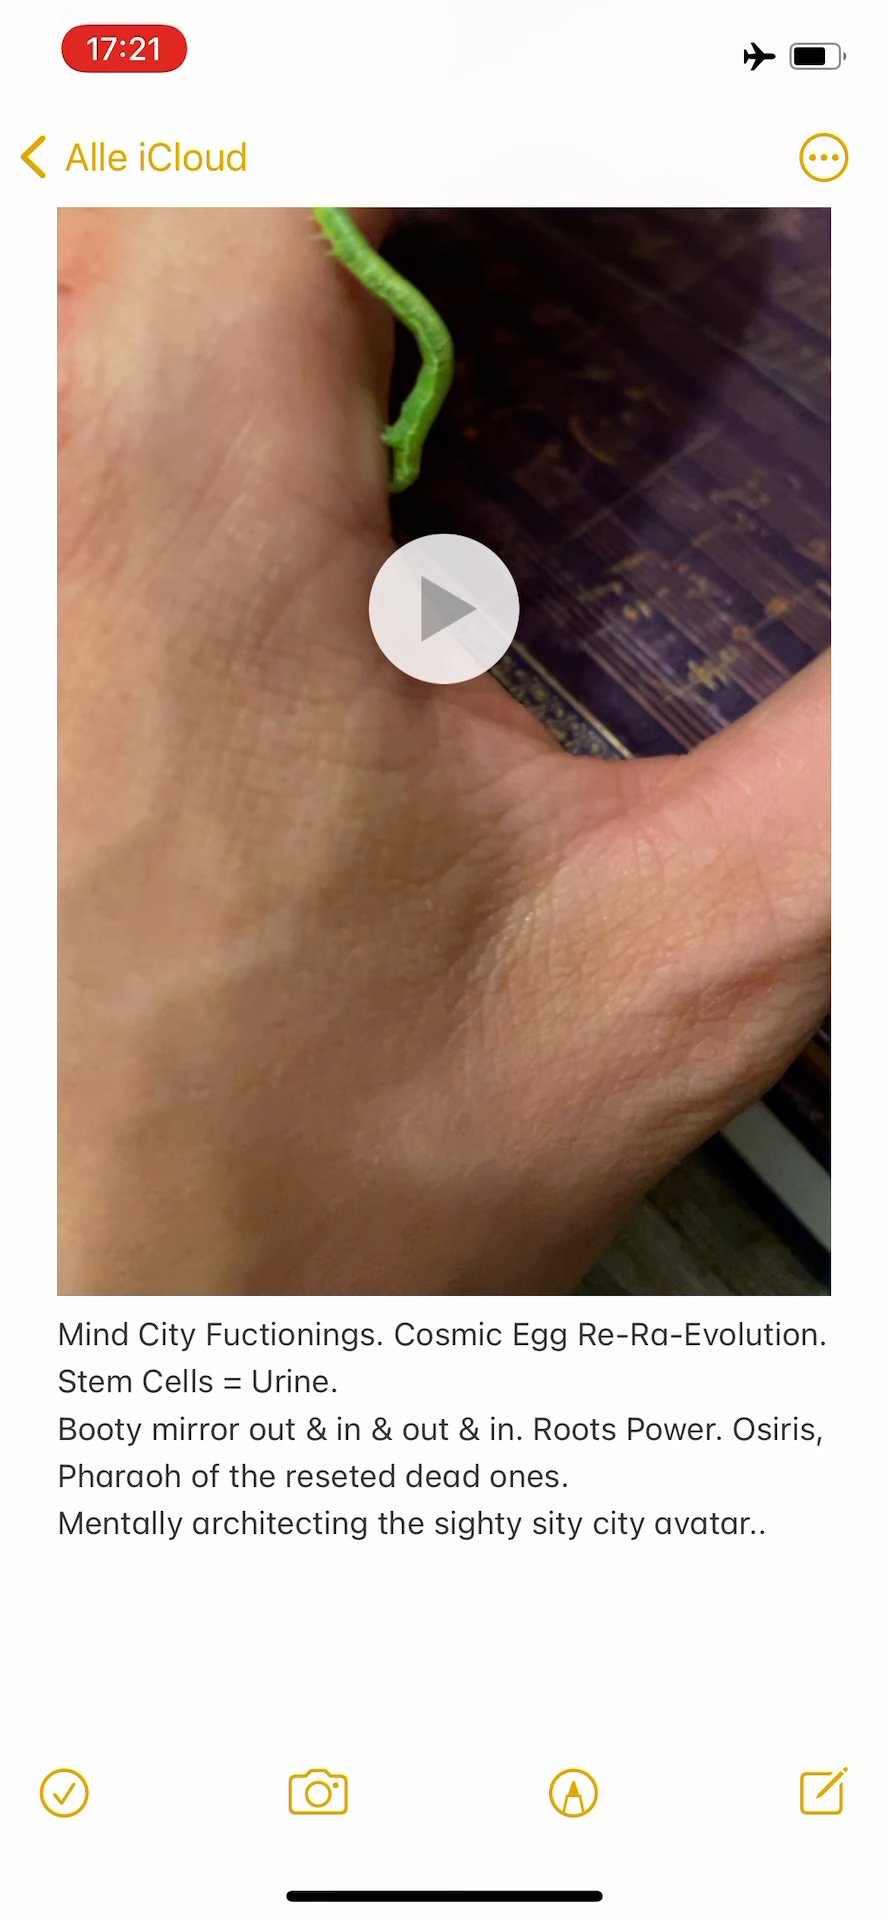 17:21
Alle iCloud
Mind City Fuctionings. Cosmic Egg Re-Ra-Evolution.
Stem Cells = Urine.
Booty mirror out & in & out & in. Roots Power. Osiris,
Pharaoh of the reseted dead ones.
Mentally architecting the sighty sity city avatar..